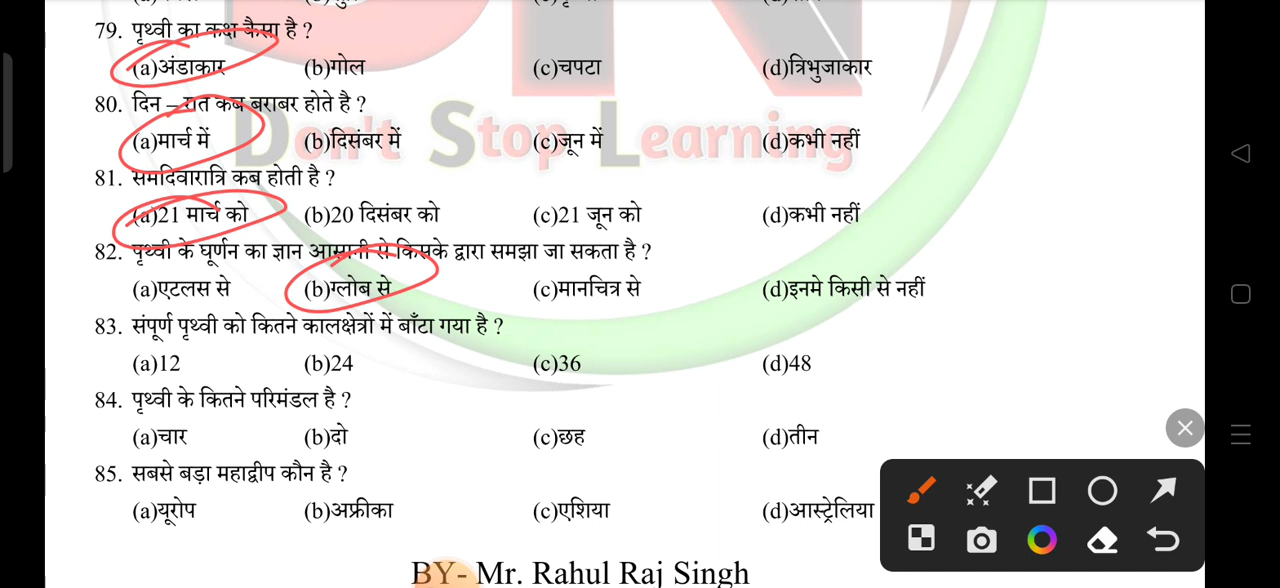 79. पृथ्वी का कक्ष कैसा है ?
(a)अंडाकार (b)गोल (c)चपटा (d)त्रिभुजाकार
80. दिन – रात कब बराबर होते है ?
(a)मार्च में (b)दिसंबर में (c)जून में (d)कभी नहीं
Don't Stop Learning
81. समदिवारात्रि कब होती है ?
(a)21 मार्च को (b)20 दिसंबर को (c)21 जून को (d)कभी नहीं
82. पृथ्वी के घूर्णन का ज्ञान आसानी से किसके द्वारा समझा जा सकता है ?
(a)एटलस से (b)ग्लोब से (c)मानचित्र से (d)इनमे किसी से नहीं
83. संपूर्ण पृथ्वी को कितने कालक्षेत्रों में बाँटा गया है ?
(a)12 (b)24 (c)36 (d)48
84. पृथ्वी के कितने परिमंडल है ?
(a)चार (b)दो (c)छह (d)तीन
85. सबसे बड़ा महाद्वीप कौन है ?
(a)यूरोप (b)अफ्रीका (c)एशिया (d)आस्ट्रेलिया
BY- Mr. Rahul Raj Singh